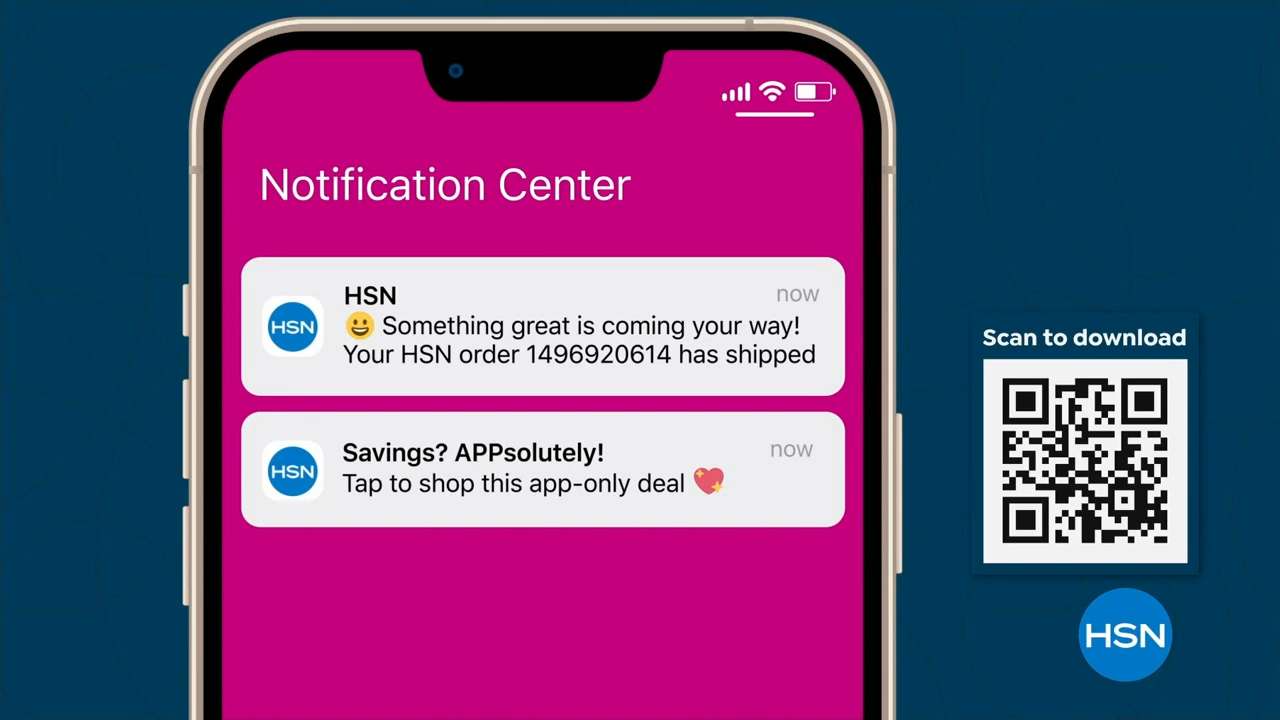 Notification Center
HSN
HSN
now
😀 Something great is coming your way!
Your HSN order 1496920614 has shipped
HSN
Savings? APPsolutely!
now
Tap to shop this app-only deal 💖
Scan to download
HSN